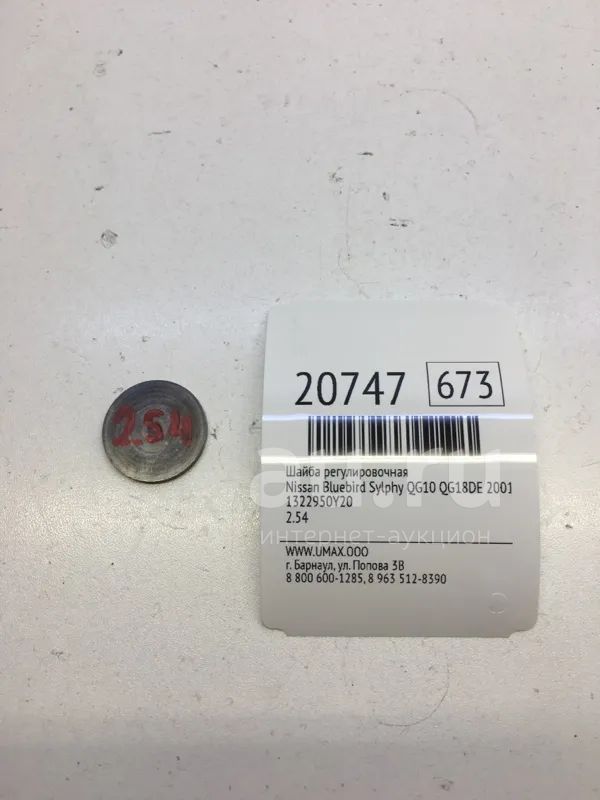 20747 673
2.54
Шайба регулировочная
Nissan Bluebird Sylphy QG10 QG18DE 2001
1322950Y20
2.54
интернет-аукцион
WWW.UMAX.OOO
г. Барнаул, ул. Попова 3В
8 800 600-1285, 8 963 512-8390